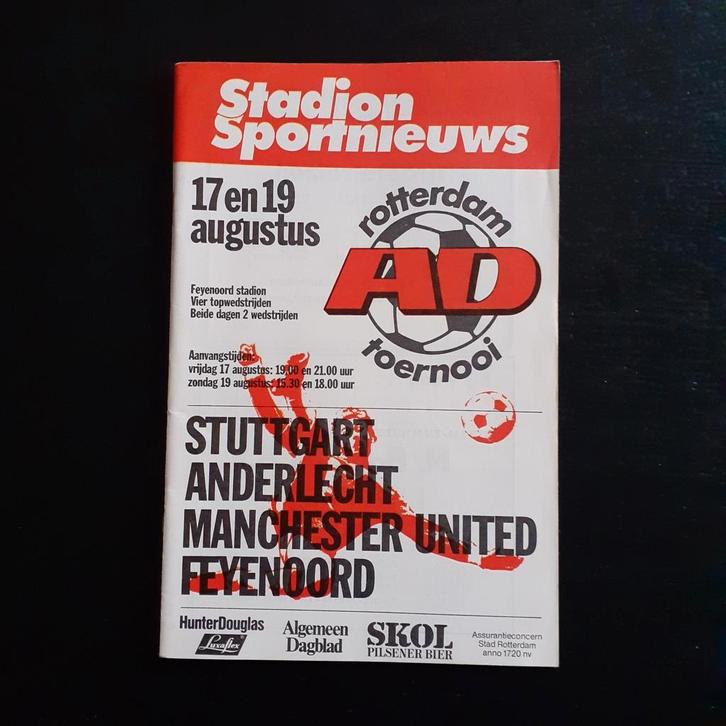 Stadion
Sportnieuws
17 en 19
augustus
rotterdam
AD
toernooi
Feyenoord stadion
Vier topwedstrijden
Beide dagen 2 wedstrijden
Aanvangstijden:
vrijdag 17 augustus: 19.00 en 21.00 uur
zondag 19 augustus: 15.30 en 18.00 uur
STUTTGART
ANDERLECHT
MANCHESTER UNITED
FEYENOORD
HunterDouglas
Luxaflex
Algemeen
Dagblad
SKOL
PILSENER BIER
Assurantieconcern
Stad Rotterdam
anno 1720 nv